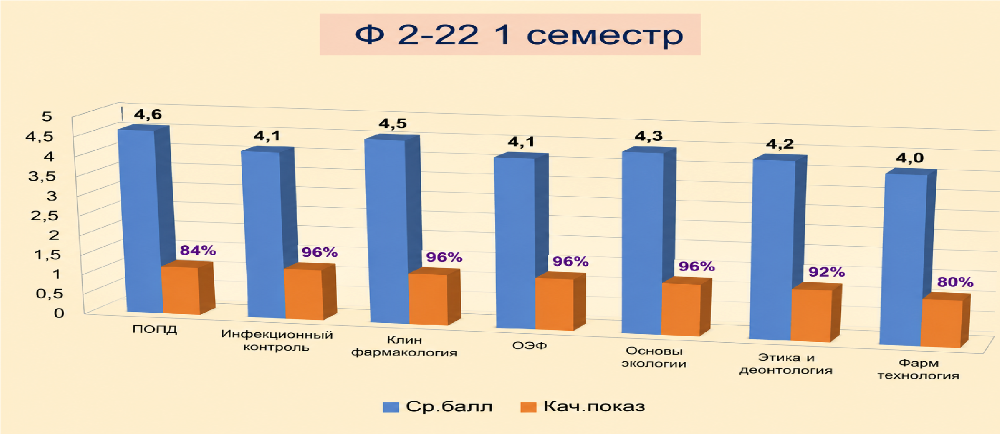 Ф 2-22 1 семестр
5
4,5
4
3,5
3
2,5
2
1,5
1
0,5
0
4,6
4,1
4,5
4,1
4,3
4,2
4,0
84%
96%
96%
96%
96%
92%
80%
ПОПД
Инфекционный
контроль
Клин
фармакология
ОЭФ
Основы
экологии
Этика и
деонтология
Фарм
технология
Ср.балл
Кач.показ